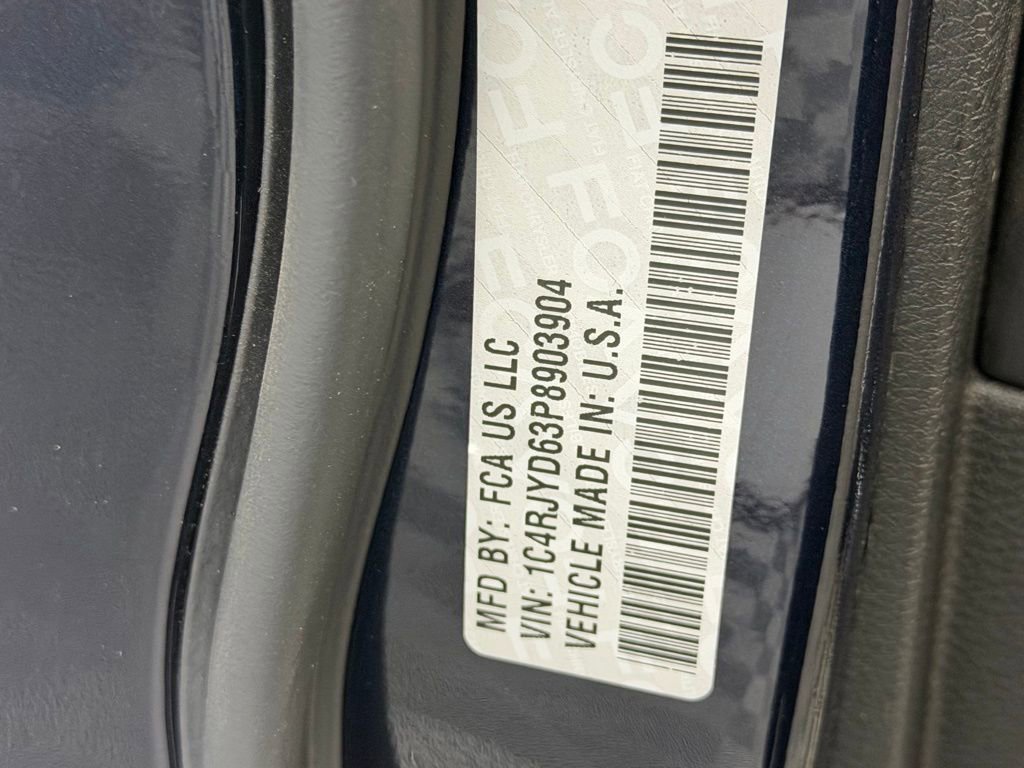 MFD BY: FCA US LLC
VIN: 1C4RJYD63P8903904
VEHICLE MADE IN: U.S.A.